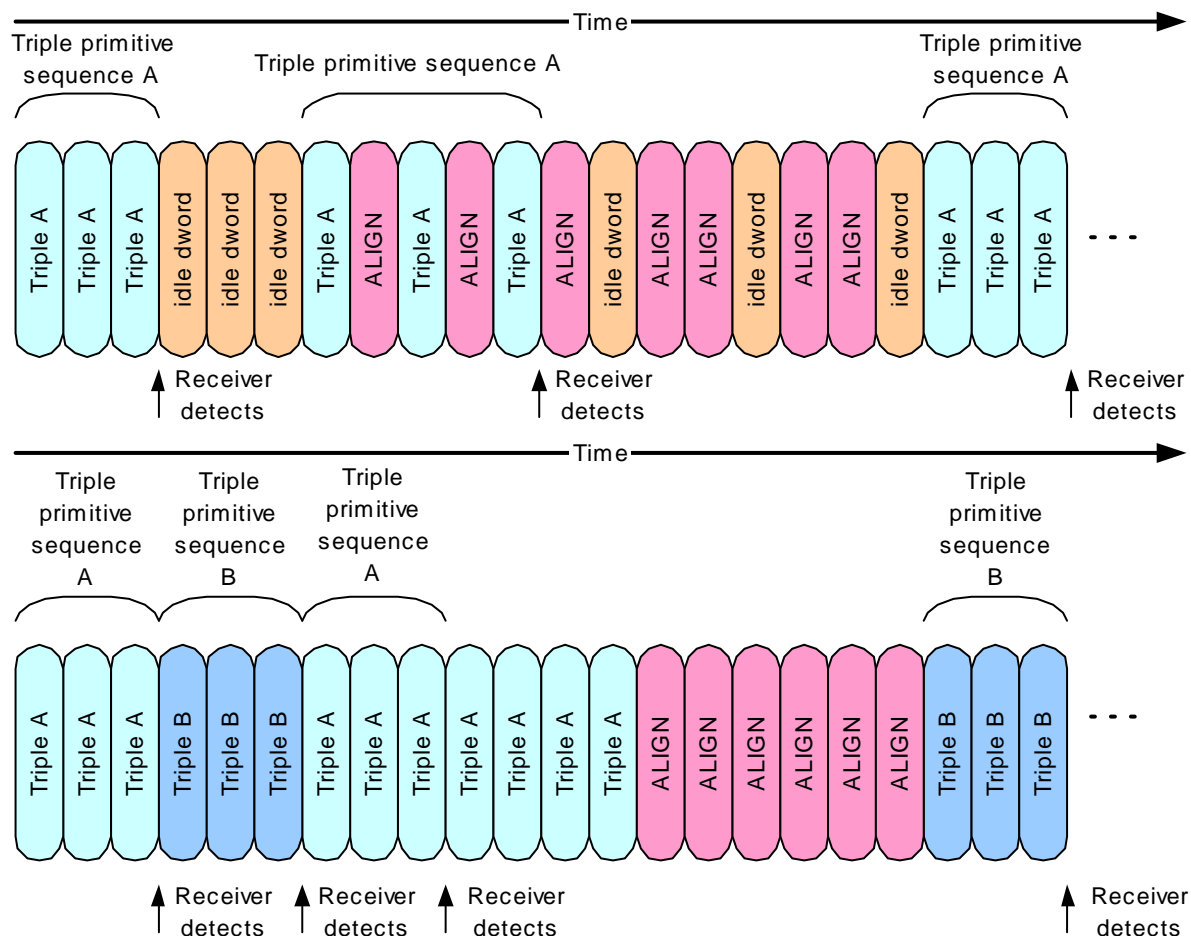 Time
Triple primitive
sequence A
Triple primitive sequence A
Triple primitive
sequence A
Triple A
Triple A
Triple A
idle dword
idle dword
idle dword
Triple A
ALIGN
Triple A
ALIGN
Triple A
ALIGN
idle dword
ALIGN
ALIGN
idle dword
ALIGN
ALIGN
idle dword
Triple A
Triple A
Triple A
- - -
Receiver
detects
Receiver
detects
Receiver
detects
Time
Triple
primitive
sequence
A
Triple
primitive
sequence
B
Triple
primitive
sequence
A
Triple
primitive
sequence
B
Triple A
Triple A
Triple A
Triple B
Triple B
Triple B
Triple A
Triple A
Triple A
Triple A
Triple A
Triple A
Triple A
ALIGN
ALIGN
ALIGN
ALIGN
ALIGN
ALIGN
Triple B
Triple B
Triple B
- - -
Receiver
detects
Receiver
detects
Receiver
detects
Receiver
detects